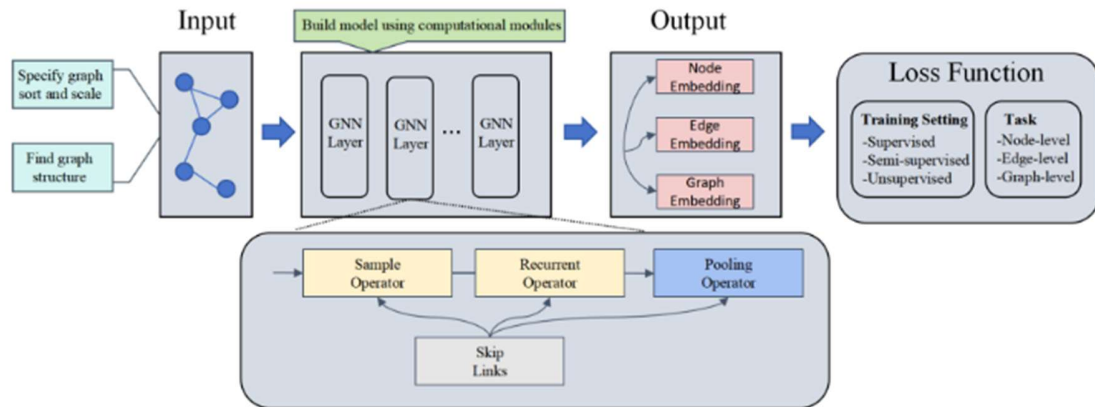 Input
Build model using computational modules
Output
Specify graph
sort and scale
Find graph
structure
GNN
Layer
GNN
Layer
...
GNN
Layer
Node
Embedding
Edge
Embedding
Graph
Embedding
Loss Function
Training Setting
-Supervised
-Semi-supervised
-Unsupervised
Task
-Node-level
-Edge-level
-Graph-level
Sample
Operator
Recurrent
Operator
Pooling
Operator
Skip
Links